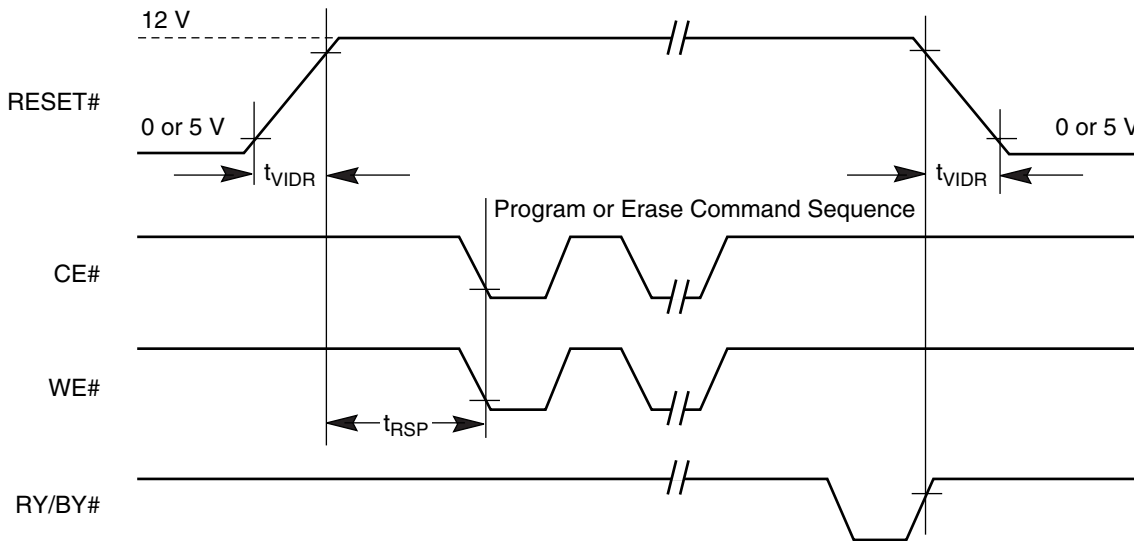 12 V
RESET#
0 or 5 V
0 or 5 V
tVIDR
tVIDR
Program or Erase Command Sequence
CE#
WE#
tRSP
RY/BY#